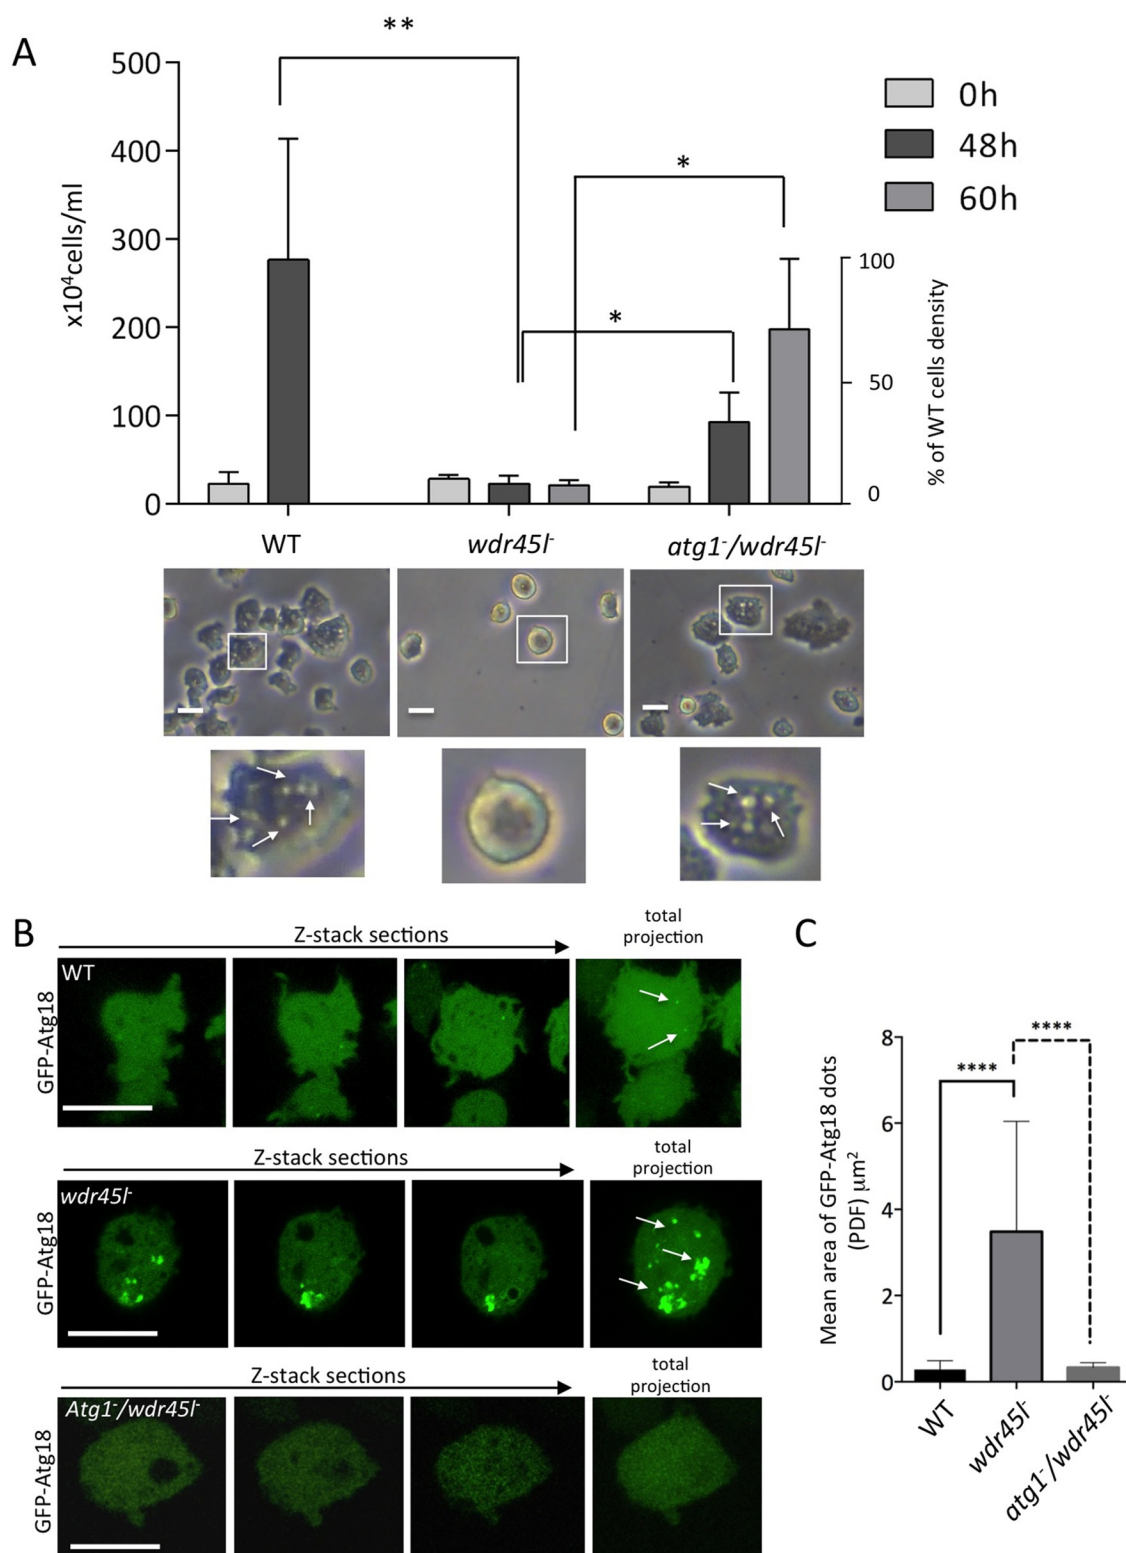 A
**
500
400
300
200
100
0
x10⁴cells/ml
*
*
0h
48h
60h
100
50
0
% of WT cells density
WT
wdr45l⁻
atg1⁻/wdr45l⁻
B
Z-stack sections
total
projection
WT
GFP-Atg18
Z-stack sections
total
projection
wdr45l⁻
GFP-Atg18
Z-stack sections
total
projection
Atg1⁻/wdr45l⁻
GFP-Atg18
C
8
6
4
2
0
Mean area of GFP-Atg18 dots
(PDF) μm²
****
****
WT
wdr45l⁻
atg1⁻/wdr45l⁻